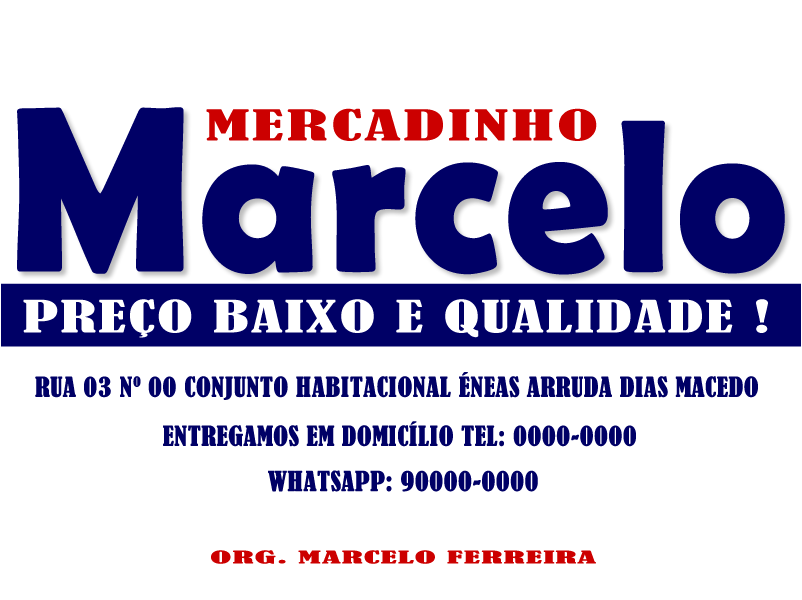 MERCADINHO
Marcelo
PREÇO BAIXO E QUALIDADE !
RUA 03 Nº 00 CONJUNTO HABITACIONAL ÉNEAS ARRUDA DIAS MACEDO
ENTREGAMOS EM DOMICÍLIO TEL: 0000-0000
WHATSAPP: 90000-0000
ORG. MARCELO FERREIRA